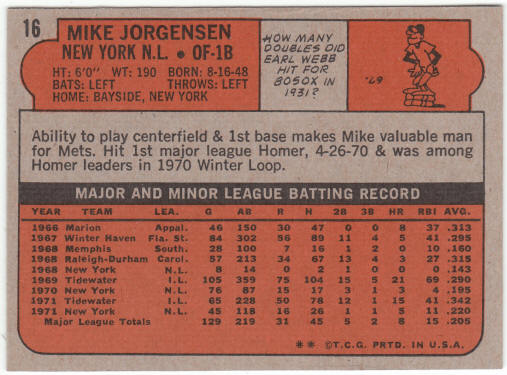 16
MIKE JORGENSEN
NEW YORK N.L. • OF-1B
HT: 6'0" WT: 190 BORN: 8-16-48
BATS: LEFT THROWS: LEFT
HOME: BAYSIDE, NEW YORK
HOW MANY
DOUBLES DID
EARL WEBB
HIT FOR
BOSOX IN
1931?
67.
Ability to play centerfield & 1st base makes Mike valuable man
for Mets. Hit 1st major league Homer, 4-26-70 & was among
Homer leaders in 1970 Winter Loop.
MAJOR AND MINOR LEAGUE BATTING RECORD
YEAR TEAM LEA. G AB R H 2B 3B HR RBI AVG.
1966 Marion Appal. 46 150 30 47 0 0 8 37 .313
1967 Winter Haven Fla. St. 84 302 56 89 11 4 5 41 .295
1968 Memphis South. 28 100 7 16 1 2 0 10 .160
1968 Raleigh-Durham Carol. 57 213 34 67 13 4 3 27 .315
1968 New York N.L. 8 14 0 2 1 0 0 0 .143
1969 Tidewater I.L. 105 359 75 104 15 5 21 69 .290
1970 New York N.L. 76 87 15 17 3 1 3 4 .195
1971 Tidewater I.L. 65 228 50 78 12 1 15 41 .342
1971 New York N.L. 45 118 16 26 1 1 5 11 .220
Major League Totals 129 219 31 45 5 2 8 15 .205
** ©T.C.G. PRTD. IN U.S.A.